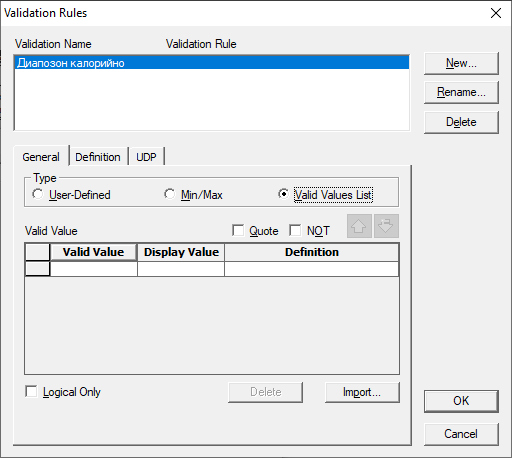 Validation Rules
Validation Name Validation Rule
Диапозон калорийно
New...
Rename...
Delete
General Definition UDP
Type
User-Defined Min/Max Valid Values List
Valid Value Quote NOT
Valid Value Display Value Definition
Logical Only Delete Import...
OK
Cancel